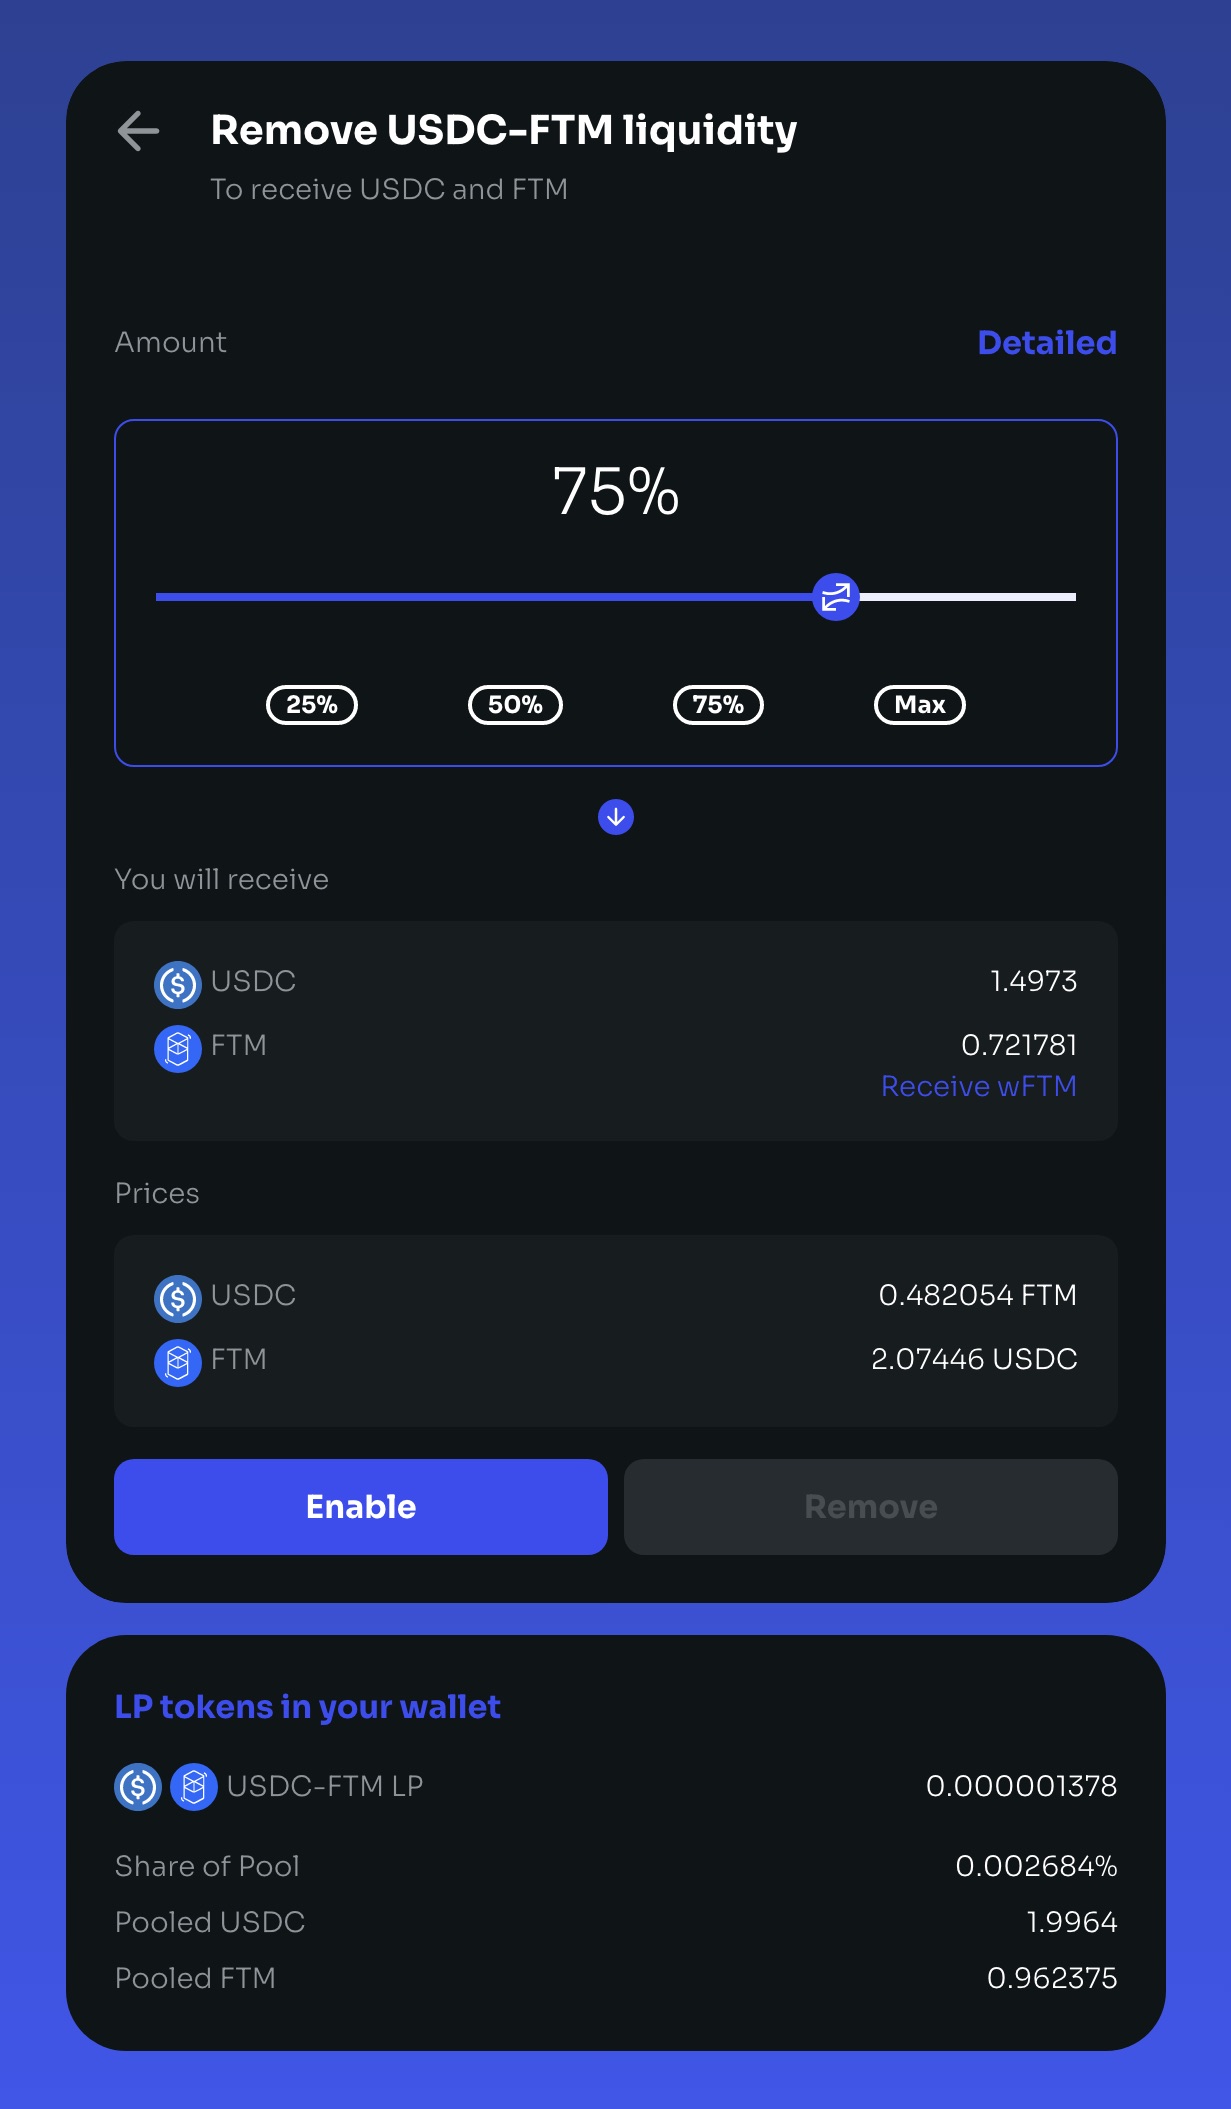 Remove USDC-FTM liquidity
To receive USDC and FTM
Amount Detailed
75%
25% 50% 75% Max
You will receive
USDC 1.4973
FTM 0.721781
Receive wFTM
Prices
USDC 0.482054 FTM
FTM 2.07446 USDC
Enable Remove
LP tokens in your wallet
USDC-FTM LP 0.000001378
Share of Pool 0.002684%
Pooled USDC 1.9964
Pooled FTM 0.962375